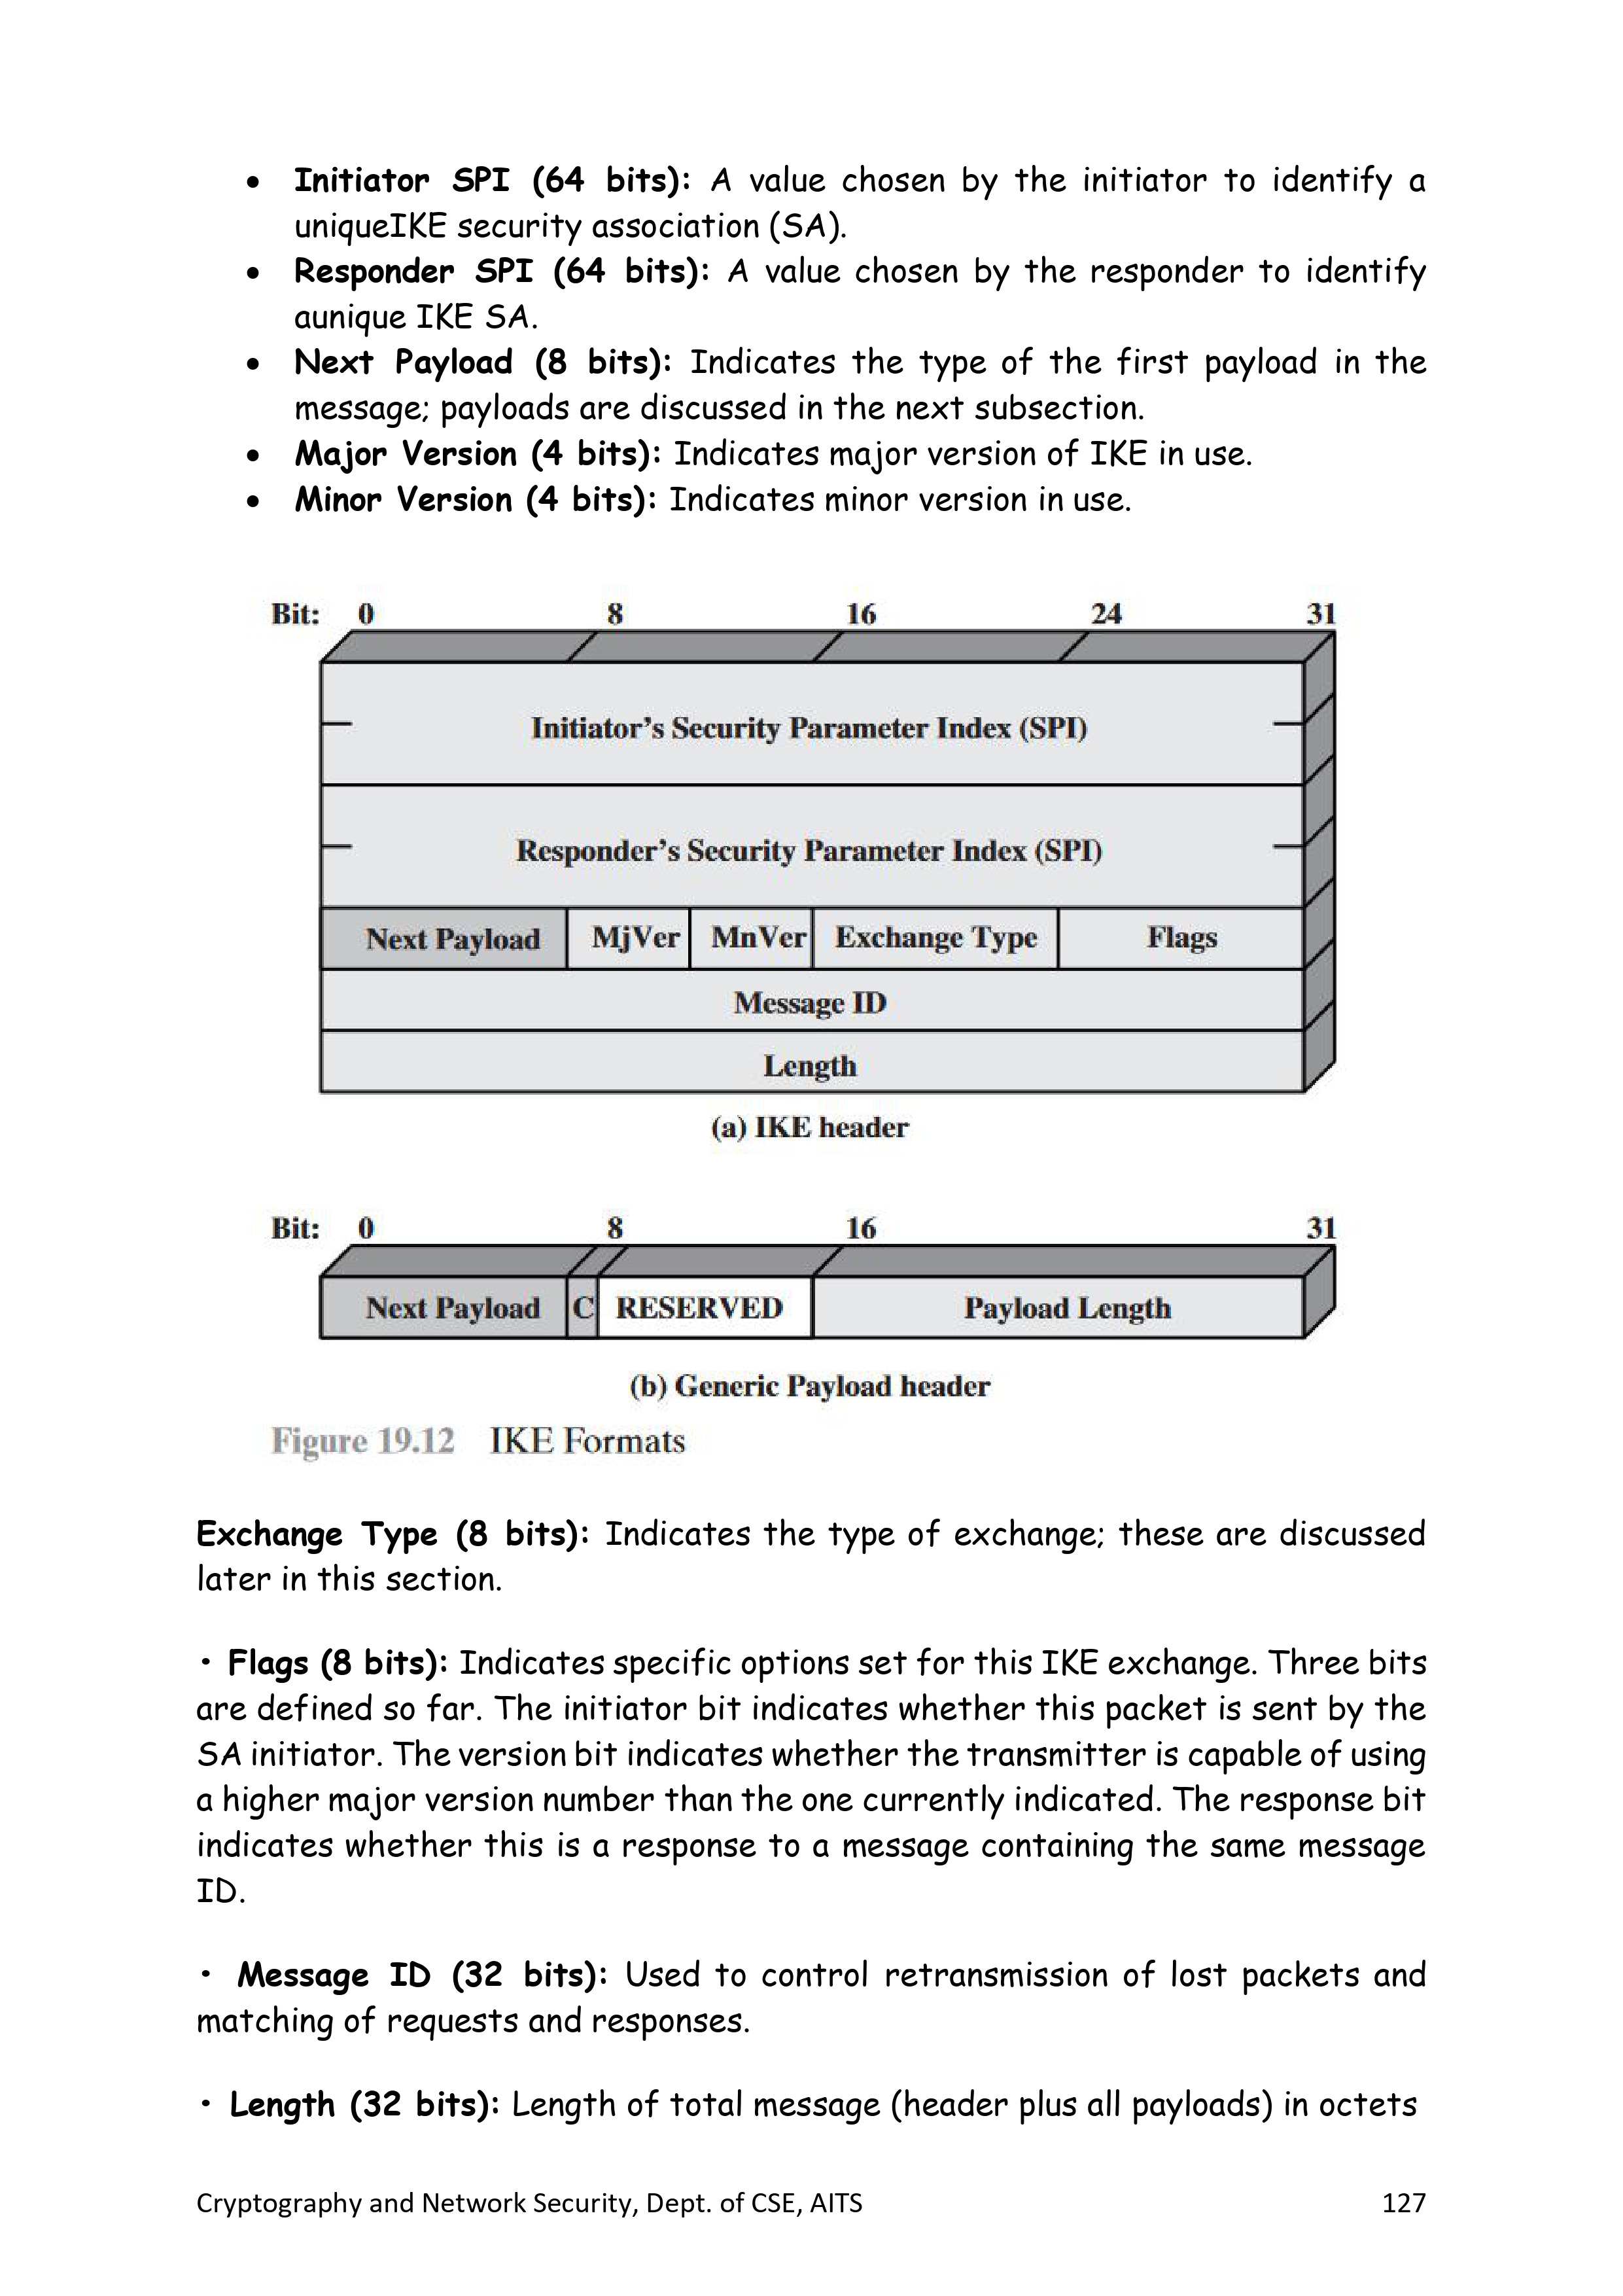 • Initiator SPI (64 bits): A value chosen by the initiator to identify a
uniqueIKE security association (SA).
• Responder SPI (64 bits): A value chosen by the responder to identify
aunique IKE SA.
• Next Payload (8 bits): Indicates the type of the first payload in the
message; payloads are discussed in the next subsection.
• Major Version (4 bits): Indicates major version of IKE in use.
• Minor Version (4 bits): Indicates minor version in use.
Bit: 0 8 16 24 31
Initiator's Security Parameter Index (SPI)
Responder's Security Parameter Index (SPI)
Next Payload MjVer MnVer Exchange Type Flags
Message ID
Length
(a) IKE header
Bit: 0 8 16 31
Next Payload C RESERVED Payload Length
(b) Generic Payload header
Figure 19.12 IKE Formats
Exchange Type (8 bits): Indicates the type of exchange; these are discussed
later in this section.
• Flags (8 bits): Indicates specific options set for this IKE exchange. Three bits
are defined so far. The initiator bit indicates whether this packet is sent by the
SA initiator. The version bit indicates whether the transmitter is capable of using
a higher major version number than the one currently indicated. The response bit
indicates whether this is a response to a message containing the same message
ID.
• Message ID (32 bits): Used to control retransmission of lost packets and
matching of requests and responses.
• Length (32 bits): Length of total message (header plus all payloads) in octets
Cryptography and Network Security, Dept. of CSE, AITS 127